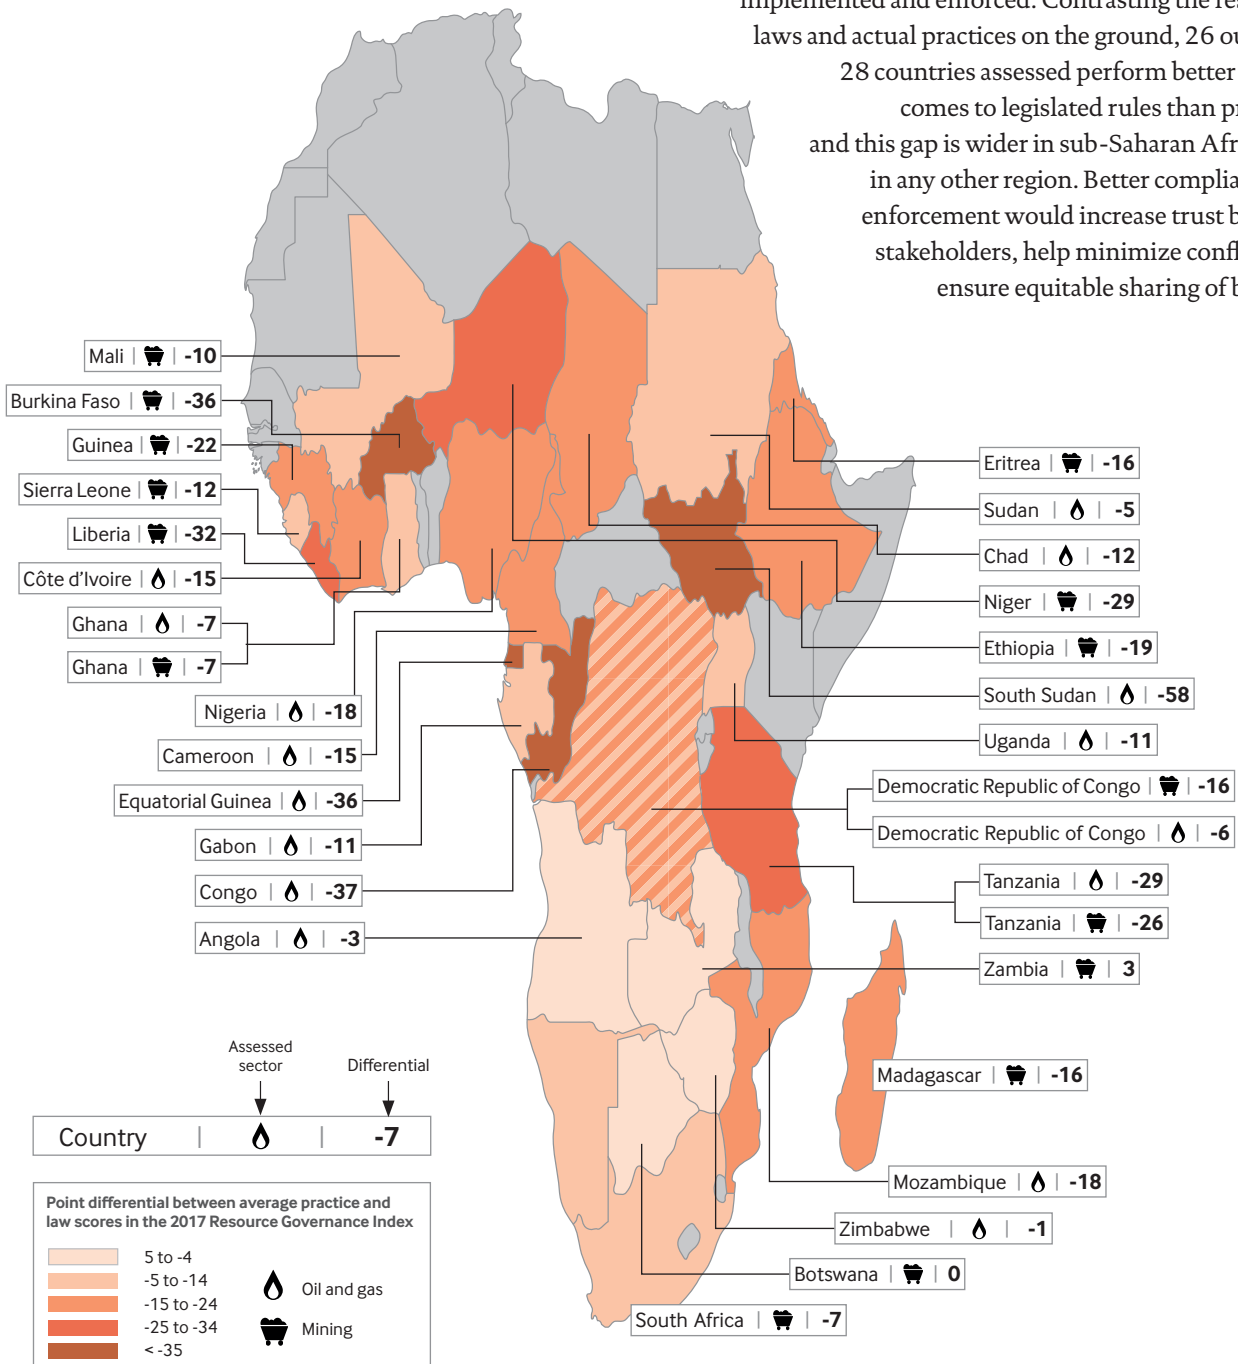 laws and actual practices on the ground, 26
28 countries assessed perform better
comes to legislated rules than
and this gap is wider in sub-Saharan
in any other region. Better
enforcement would increase trust
stakeholders, help minimize
ensure equitable sharing of
implemented and enforced. Contrasting the
Mali | | -10
Burkina Faso | | -36
Guinea | | -22
Sierra Leone | | -12
Liberia | | -32
Côte d'Ivoire | | -15
Ghana | | -7
Ghana | | -7
Nigeria | | -18
Cameroon | | -15
Equatorial Guinea | | -36
Gabon | | -11
Congo | | -37
Angola | | -3
Eritrea | | -16
Sudan | | -5
Chad | | -12
Niger | | -29
Ethiopia | | -19
South Sudan | | -58
Uganda | | -11
Democratic Republic of Congo | | -16
Democratic Republic of Congo | | -6
Tanzania | | -29
Tanzania | | -26
Zambia | | 3
Madagascar | | -16
Mozambique | | -18
Zimbabwe | | -1
Botswana | | 0
South Africa | | -7
Assessed
sector
Differential
Country | | -7
Point differential between average practice and
law scores in the 2017 Resource Governance Index
5 to -4
-5 to -14
-15 to -24
-25 to -34
< -35
Oil and gas
Mining